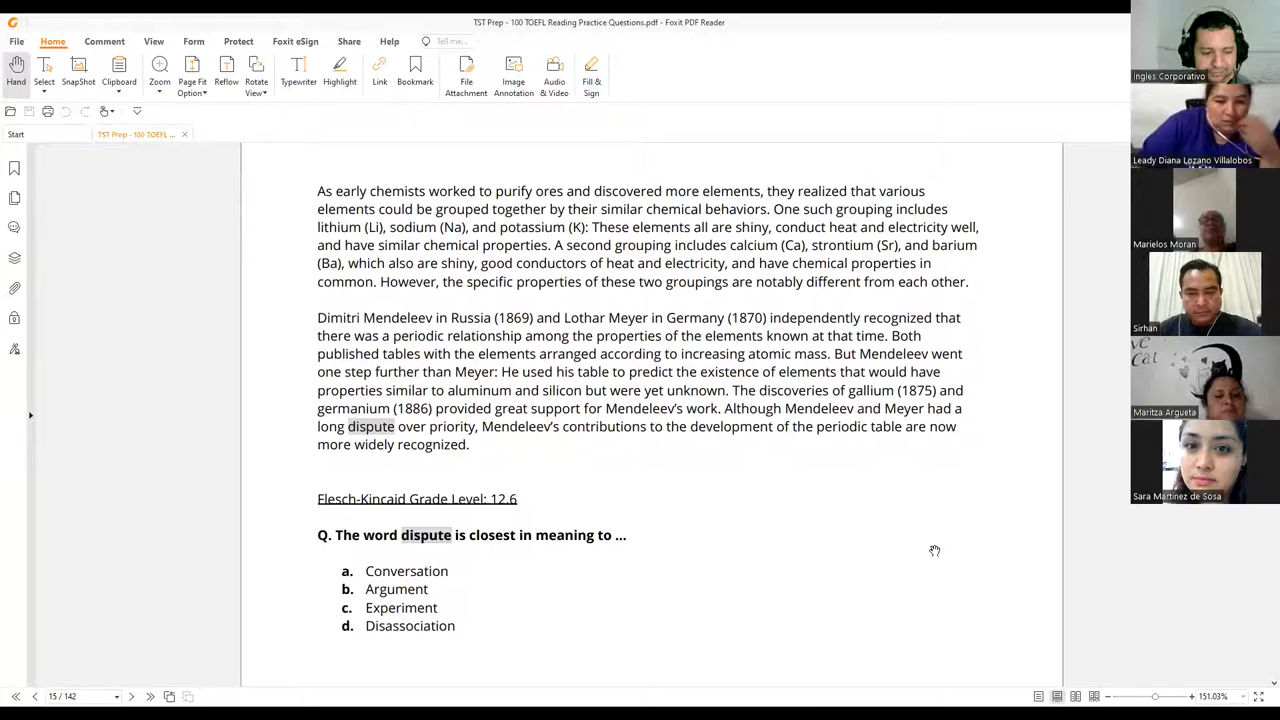 TST Prep - 100 TOEFL Reading Practice Questions.pdf - Foxit PDF Reader
File Home Comment View Form Protect Foxit eSign Share Help Tell me...
Hand Select SnapShot Clipboard Zoom Page Fit Option Reflow Rotate View Typewriter Highlight Link Bookmark File Attachment Image Annotation Audio & Video Fill & Sign
Start TST Prep - 100 TOEFL ...
As early chemists worked to purify ores and discovered more elements, they realized that various
elements could be grouped together by their similar chemical behaviors. One such grouping includes
lithium (Li), sodium (Na), and potassium (K): These elements all are shiny, conduct heat and electricity well,
and have similar chemical properties. A second grouping includes calcium (Ca), strontium (Sr), and barium
(Ba), which also are shiny, good conductors of heat and electricity, and have chemical properties in
common. However, the specific properties of these two groupings are notably different from each other.
Dimitri Mendeleev in Russia (1869) and Lothar Meyer in Germany (1870) independently recognized that
there was a periodic relationship among the properties of the elements known at that time. Both
published tables with the elements arranged according to increasing atomic mass. But Mendeleev went
one step further than Meyer: He used his table to predict the existence of elements that would have
properties similar to aluminum and silicon but were yet unknown. The discoveries of gallium (1875) and
germanium (1886) provided great support for Mendeleev's work. Although Mendeleev and Meyer had a
long dispute over priority, Mendeleev's contributions to the development of the periodic table are now
more widely recognized.
Flesch-Kincaid Grade Level: 12.6
Q. The word dispute is closest in meaning to ...
a. Conversation
b. Argument
c. Experiment
d. Disassociation
15 / 142
151.03%
Ingles Corporativo
Leady Diana Lozano Villalobos
Marielos Moran
Sirhan
Maritza Argueta
Sara Martinez de Sosa